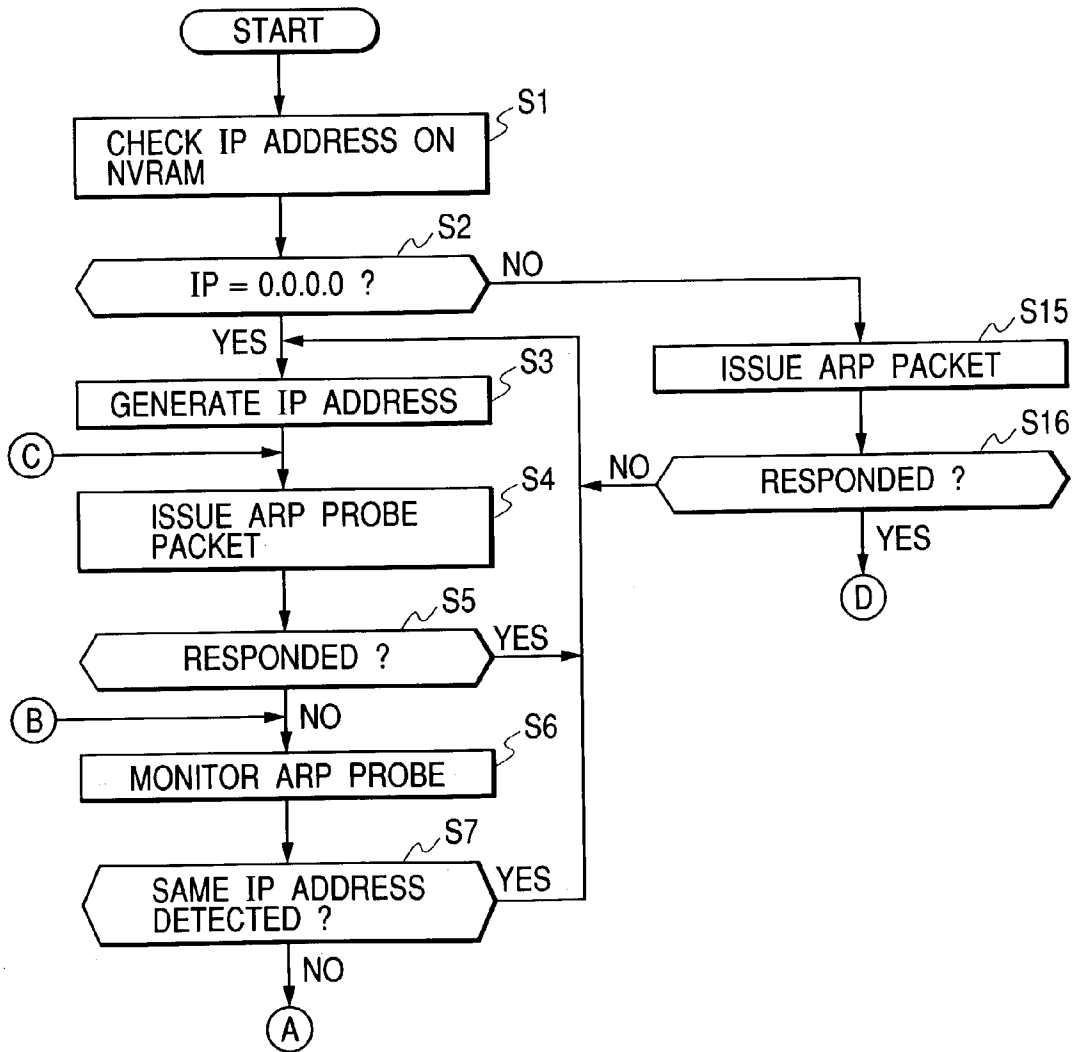 START
S1
CHECK IP ADDRESS ON
NVRAM
S2
IP = 0.0.0.0 ?
NO
YES
S15
ISSUE ARP PACKET
S3
GENERATE IP ADDRESS
S16
C
NO
RESPONDED ?
S4
ISSUE ARP PROBE
PACKET
YES
D
S5
RESPONDED ?
YES
B
NO
S6
MONITOR ARP PROBE
S7
SAME IP ADDRESS
DETECTED ?
YES
NO
A